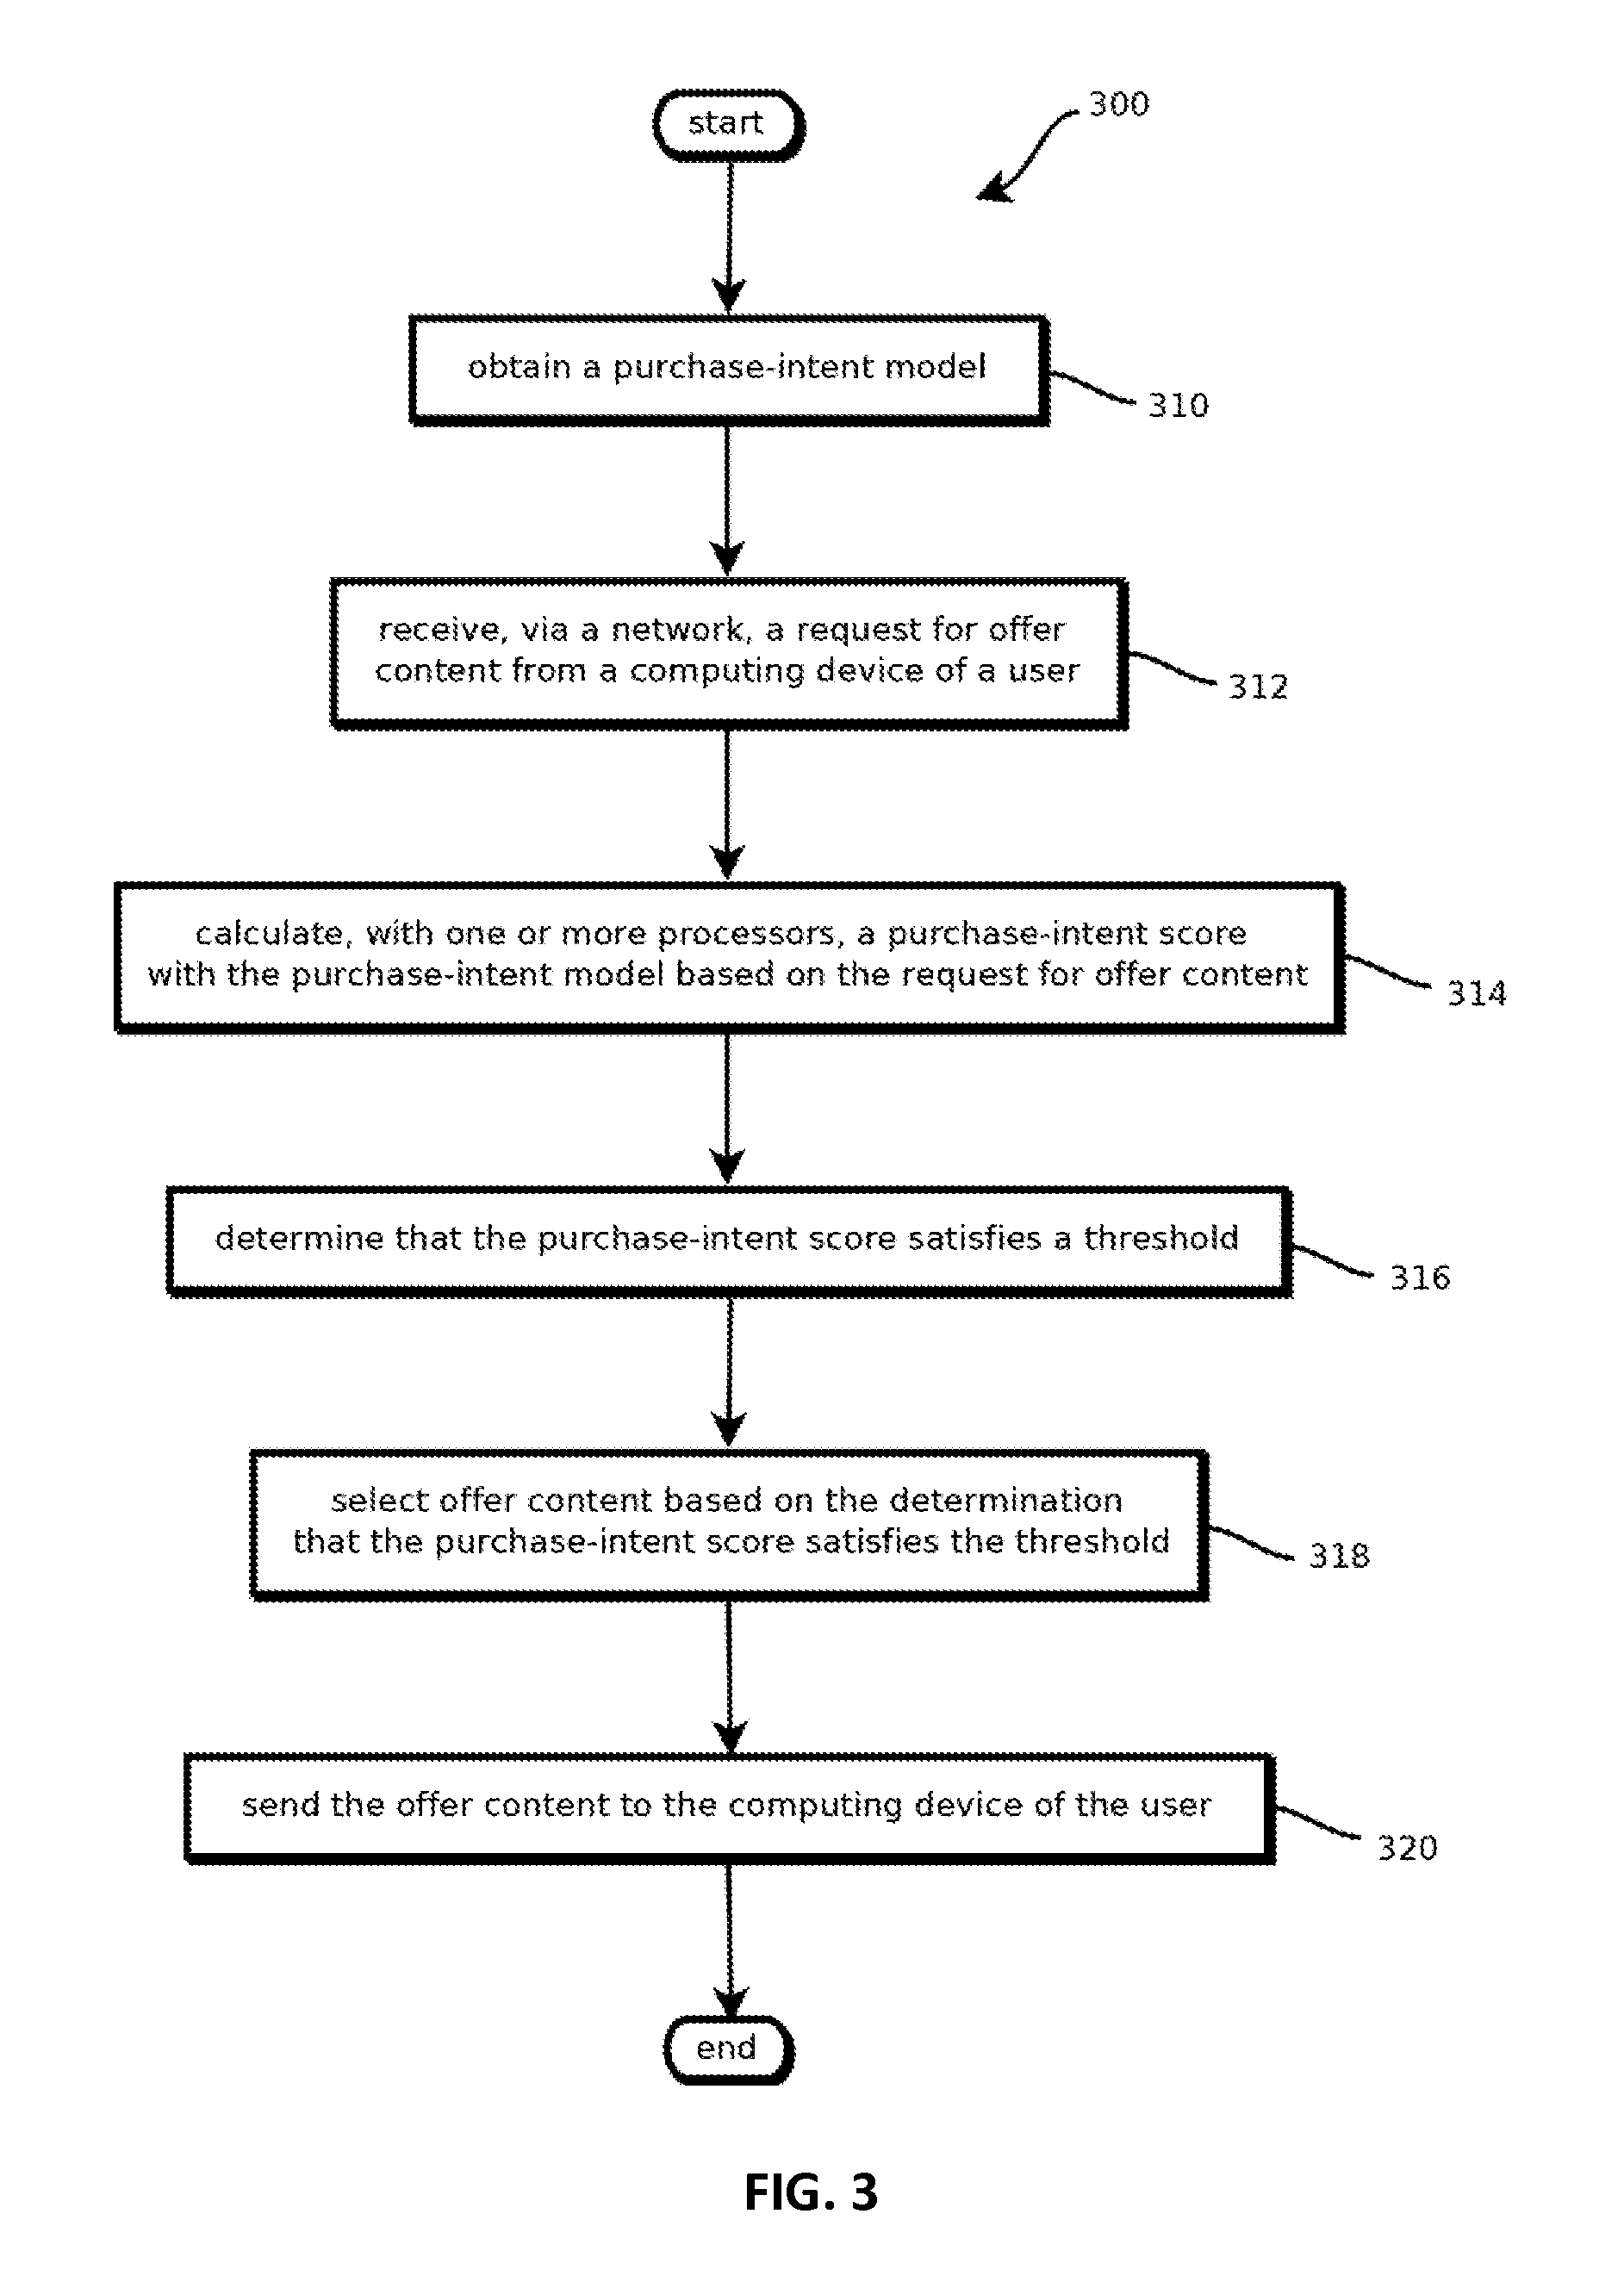 start
300
obtain a purchase-intent model
310
receive, via a network, a request for offer
content from a computing device of a user
312
calculate, with one or more processors, a purchase-intent score
with the purchase-intent model based on the request for offer content
314
determine that the purchase-intent score satisfies a threshold
316
select offer content based on the determination
that the purchase-intent score satisfies the threshold
318
send the offer content to the computing device of the user
320
end
FIG. 3